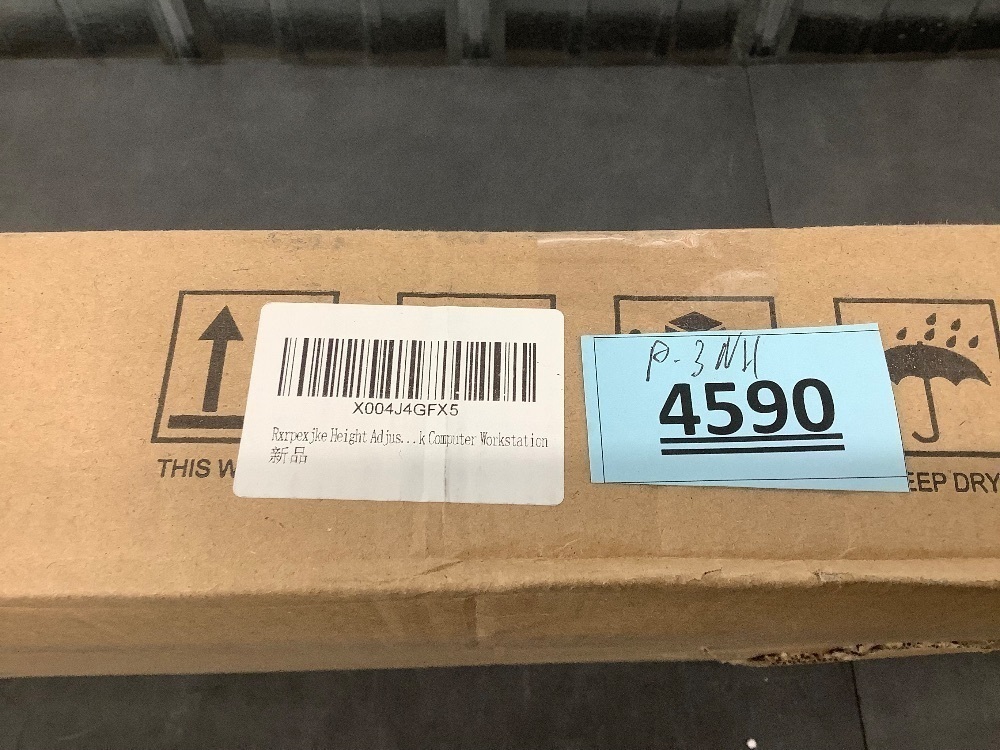 X004J4GFX5
Rxrpexjke Height Adjus...k Computer Workstation
新品
P-3NH
4590
THIS W
EEP DRY